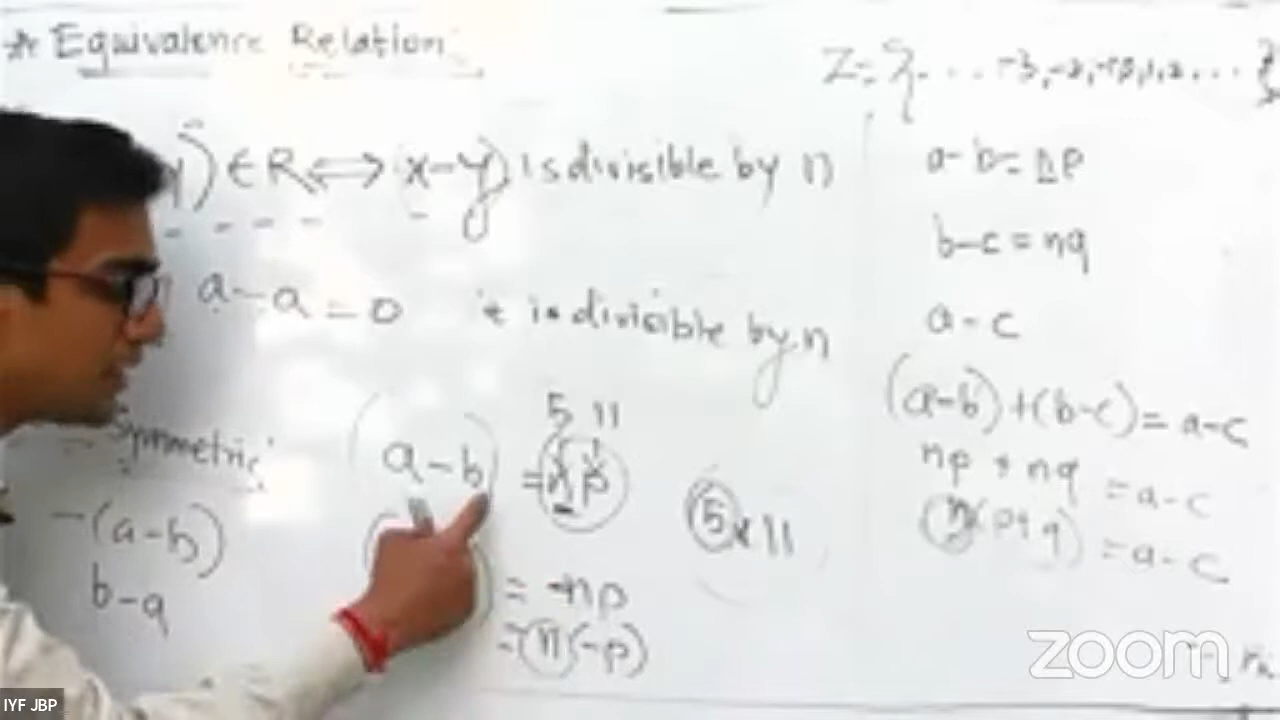 * Equivalence Relation:
Z = { . . . . -3, -2, -1, 0, 1, 2, . . . }
y) ∈ R ⟺ (x-y) is divisible by n
a - a = 0 it is divisible by n
Symmetric
(a-b) = np
5 11
5 x 11
-(a-b)
b-a
= -np
= n(-p)
a-b = np
b-c = nq
a-c
(a-b) + (b-c) = a-c
np + nq = a-c
n(p+q) = a-c
zoom
IYF JBP